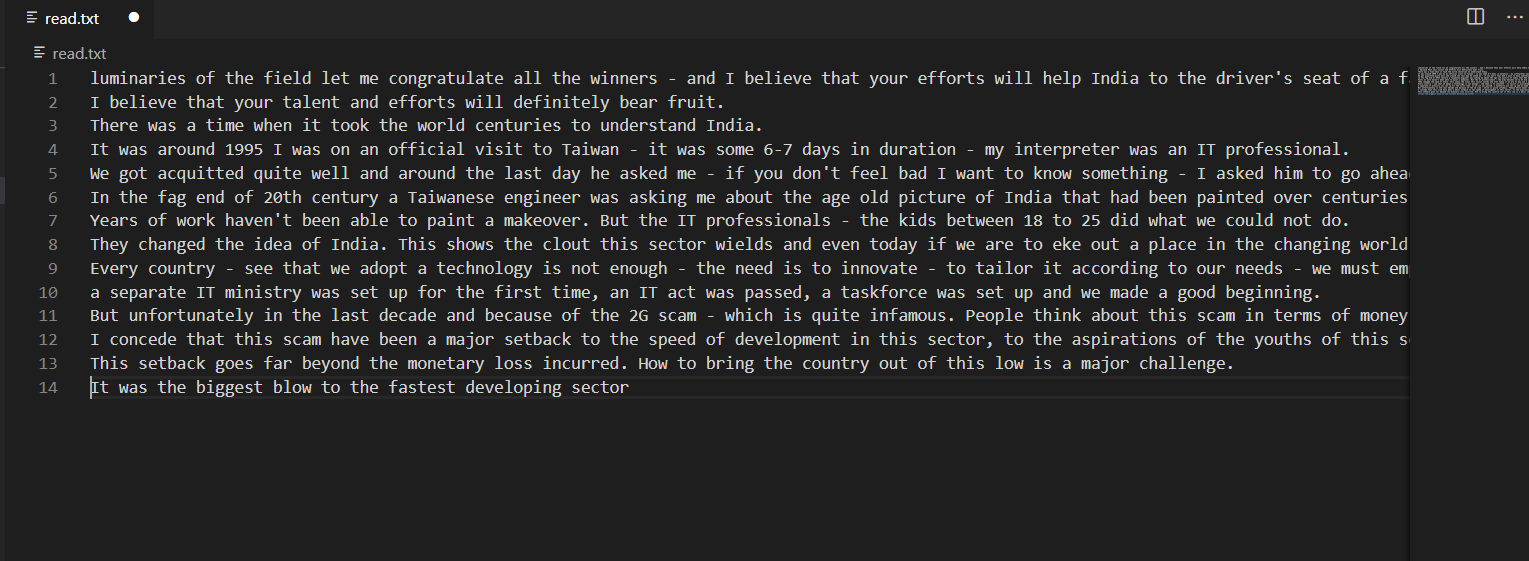 read.txt
read.txt
1 luminaries of the field let me congratulate all the winners - and I believe that your efforts will help India to the driver's seat of a
2 I believe that your talent and efforts will definitely bear fruit.
3 There was a time when it took the world centuries to understand India.
4 It was around 1995 I was on an official visit to Taiwan - it was some 6-7 days in duration - my interpreter was an IT professional.
5 We got acquitted quite well and around the last day he asked me - if you don't feel bad I want to know something - I asked him to go ahea
6 In the fag end of 20th century a Taiwanese engineer was asking me about the age old picture of India that had been painted over centuries
7 Years of work haven't been able to paint a makeover. But the IT professionals - the kids between 18 to 25 did what we could not do.
8 They changed the idea of India. This shows the clout this sector wields and even today if we are to eke out a place in the changing world
9 Every country - see that we adopt a technology is not enough - the need is to innovate - to tailor it according to our needs - we must em
10 a separate IT ministry was set up for the first time, an IT act was passed, a taskforce was set up and we made a good beginning.
11 But unfortunately in the last decade and because of the 2G scam - which is quite infamous. People think about this scam in terms of money
12 I concede that this scam have been a major setback to the speed of development in this sector, to the aspirations of the youths of this s
13 This setback goes far beyond the monetary loss incurred. How to bring the country out of this low is a major challenge.
14 It was the biggest blow to the fastest developing sector